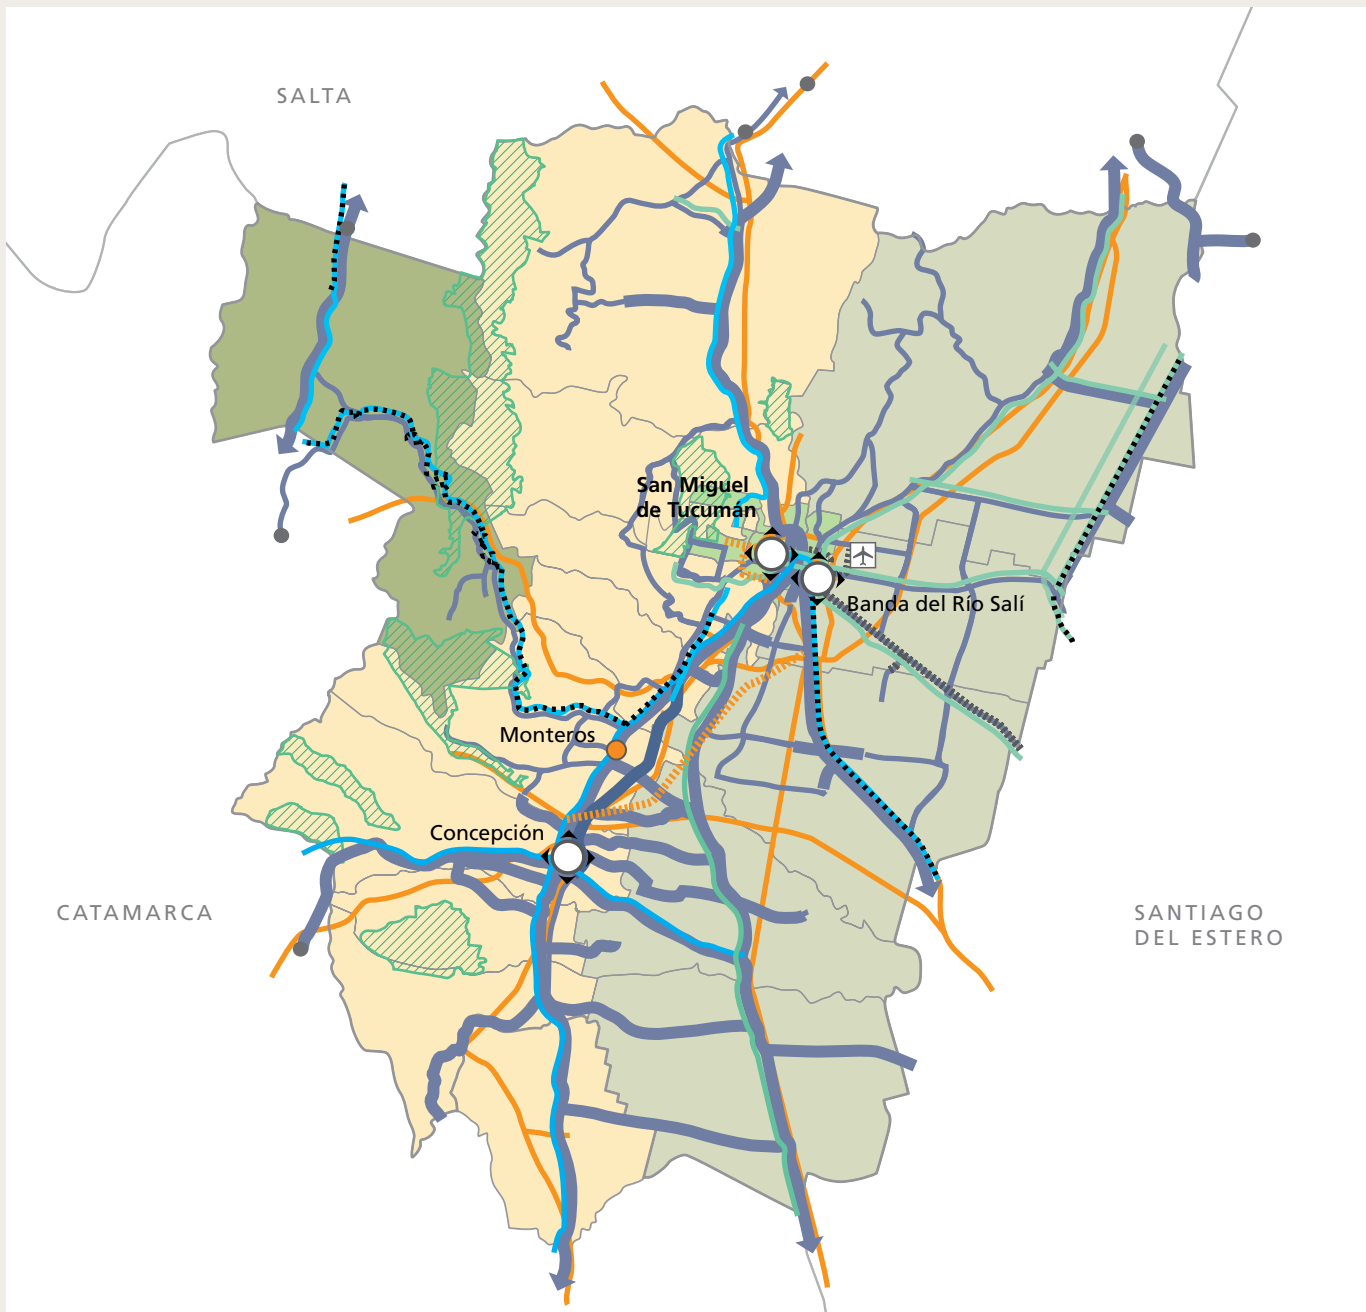 SALTA
San Miguel
de Tucumán
Banda del Río Salí
Monteros
Concepción
CATAMARCA
SANTIAGO
DEL ESTERO